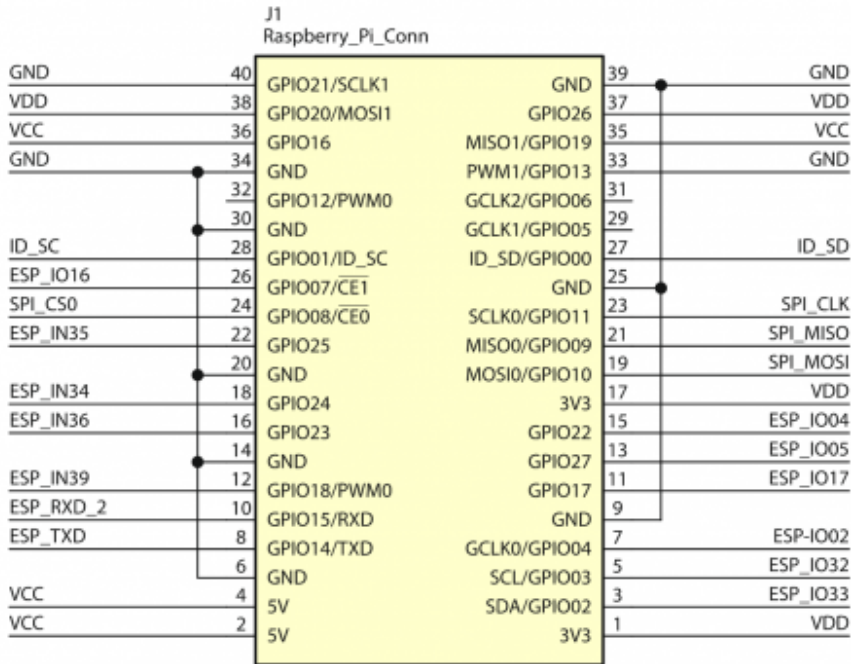 J1
Raspberry_Pi_Conn
GND 40 GPIO21/SCLK1 GND 39 GND
VDD 38 GPIO20/MOSI1 GPIO26 37 VDD
VCC 36 GPIO16 MISO1/GPIO19 35 VCC
GND 34 GND PWM1/GPIO13 33 GND
32 GPIO12/PWM0 GCLK2/GPIO06 31
30 GND GCLK1/GPIO05 29
ID_SC 28 GPIO01/ID_SC ID_SD/GPIO00 27 ID_SD
ESP_IO16 26 GPIO07/CE1 GND 25
SPI_CS0 24 GPIO08/CE0 SCLK0/GPIO11 23 SPI_CLK
ESP_IN35 22 GPIO25 MISO0/GPIO09 21 SPI_MISO
20 GND MOSI0/GPIO10 19 SPI_MOSI
ESP_IN34 18 GPIO24 3V3 17 VDD
ESP_IN36 16 GPIO23 GPIO22 15 ESP_IO04
14 GND GPIO27 13 ESP_IO05
ESP_IN39 12 GPIO18/PWM0 GPIO17 11 ESP_IO17
ESP_RXD_2 10 GPIO15/RXD GND 9
ESP_TXD 8 GPIO14/TXD GCLK0/GPIO04 7 ESP-IO02
6 GND SCL/GPIO03 5 ESP_IO32
VCC 4 5V SDA/GPIO02 3 ESP_IO33
VCC 2 5V 3V3 1 VDD